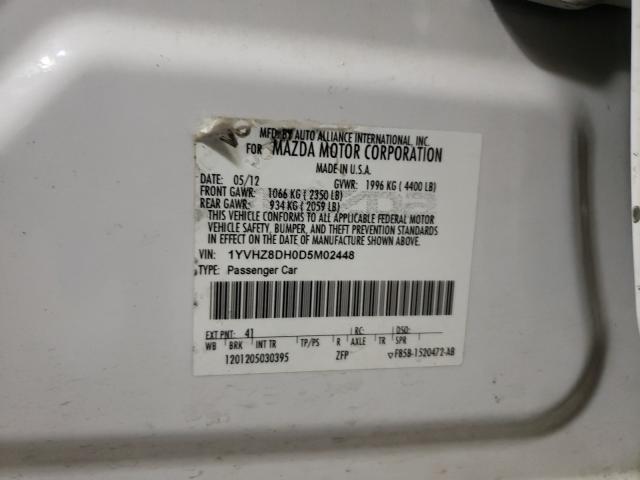 MFD. BY AUTO ALLIANCE INTERNATIONAL, INC.
FOR MAZDA MOTOR CORPORATION
MADE IN U.S.A.
DATE: 05/12 GVWR: 1996 KG ( 4400 LB)
FRONT GAWR: 1066 KG ( 2350 LB)
REAR GAWR: 934 KG ( 2059 LB)
THIS VEHICLE CONFORMS TO ALL APPLICABLE FEDERAL MOTOR
VEHICLE SAFETY, BUMPER, AND THEFT PREVENTION STANDARDS
IN EFFECT ON THE DATE OF MANUFACTURE SHOWN ABOVE.
VIN: 1YVHZ8DH0D5M02448
TYPE: Passenger Car
EXT PNT: 41 RC: DSO:
WB BRK INT TR TP/PS R AXLE TR SPR
1201205030395 ZFP F85B-1520472-AB